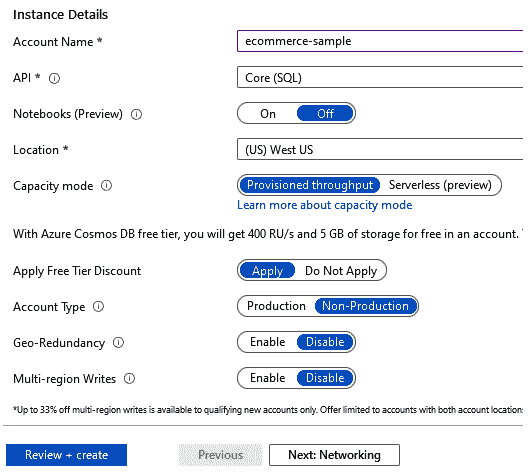 Instance Details
Account Name * ecommerce-sample
API * Core (SQL)
Notebooks (Preview) On Off
Location * (US) West US
Capacity mode Provisioned throughput Serverless (preview)
Learn more about capacity mode
With Azure Cosmos DB free tier, you will get 400 RU/s and 5 GB of storage for free in an account.
Apply Free Tier Discount Apply Do Not Apply
Account Type Production Non-Production
Geo-Redundancy Enable Disable
Multi-region Writes Enable Disable
*Up to 33% off multi-region writes is available to qualifying new accounts only. Offer limited to accounts with both account locations
Review + create Previous Next: Networking